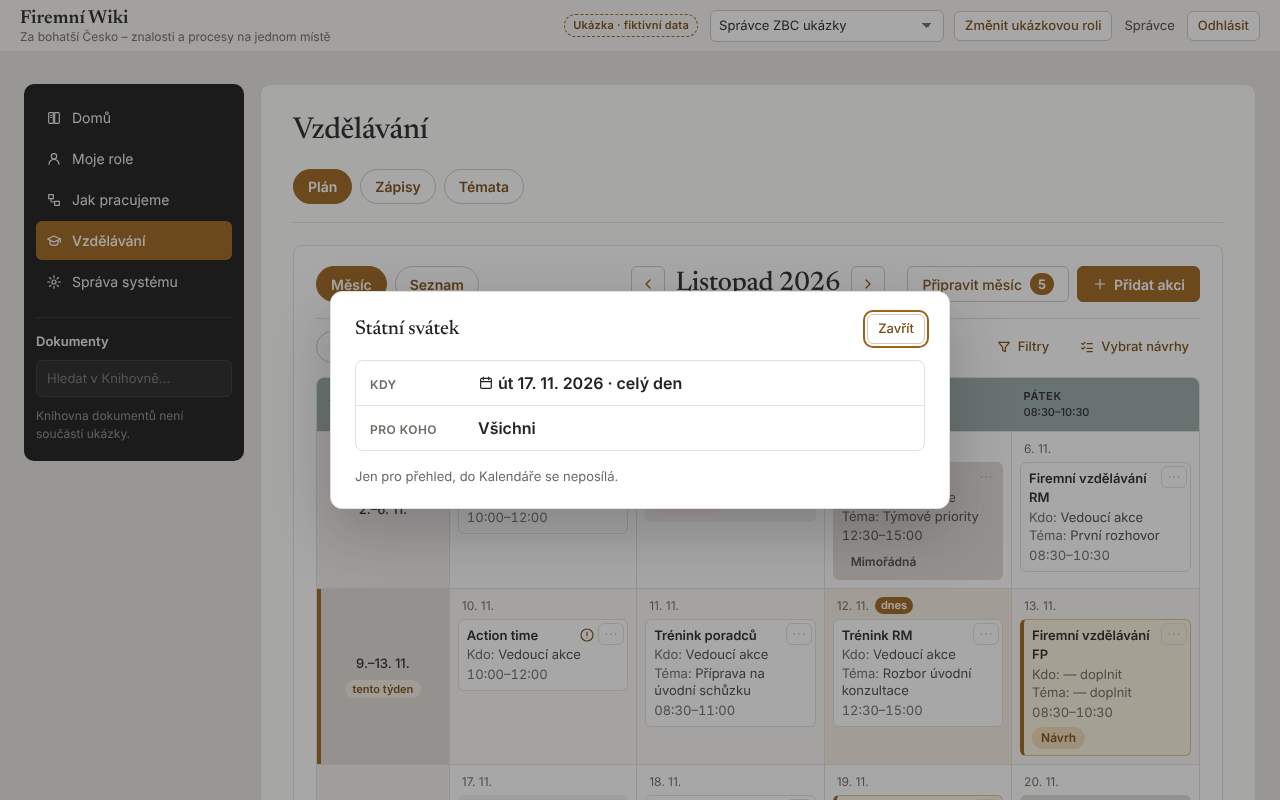 Firemní Wiki
Za bohatší Česko – znalosti a procesy na jednom místě
Ukázka · fiktivní data
Správce ZBC ukázky
Změnit ukázkovou roli
Správce
Odhlásit
Domů
Moje role
Jak pracujeme
Vzdělávání
Správa systému
Dokumenty
Hledat v Knihovně…
Knihovna dokumentů není
součástí ukázky.
Vzdělávání
Plán
Zápisy
Témata
Měsíc
Seznam
Listopad 2026
Připravit měsíc 5
Přidat akci
Filtry
Vybrat návrhy
Státní svátek
Zavřít
KDY
út 17. 11. 2026 · celý den
PRO KOHO
Všichni
Jen pro přehled, do Kalendáře se neposílá.
PÁTEK
08:30–10:30
2.–6. 11.
10:00–12:00
Téma: Týmové priority
12:30–15:00
Mimořádná
6. 11.
Firemní vzdělávání
RM
Kdo: Vedoucí akce
Téma: První rozhovor
08:30–10:30
9.–13. 11.
tento týden
10. 11.
Action time
Kdo: Vedoucí akce
10:00–12:00
11. 11.
Trénink poradců
Kdo: Vedoucí akce
Téma: Příprava na
úvodní schůzku
08:30–11:00
12. 11.
dnes
Trénink RM
Kdo: Vedoucí akce
Téma: Rozbor úvodní
konzultace
12:30–15:00
13. 11.
Firemní vzdělávání
FP
Kdo: — doplnit
Téma: — doplnit
08:30–10:30
Návrh
17. 11.
18. 11.
19. 11.
20. 11.